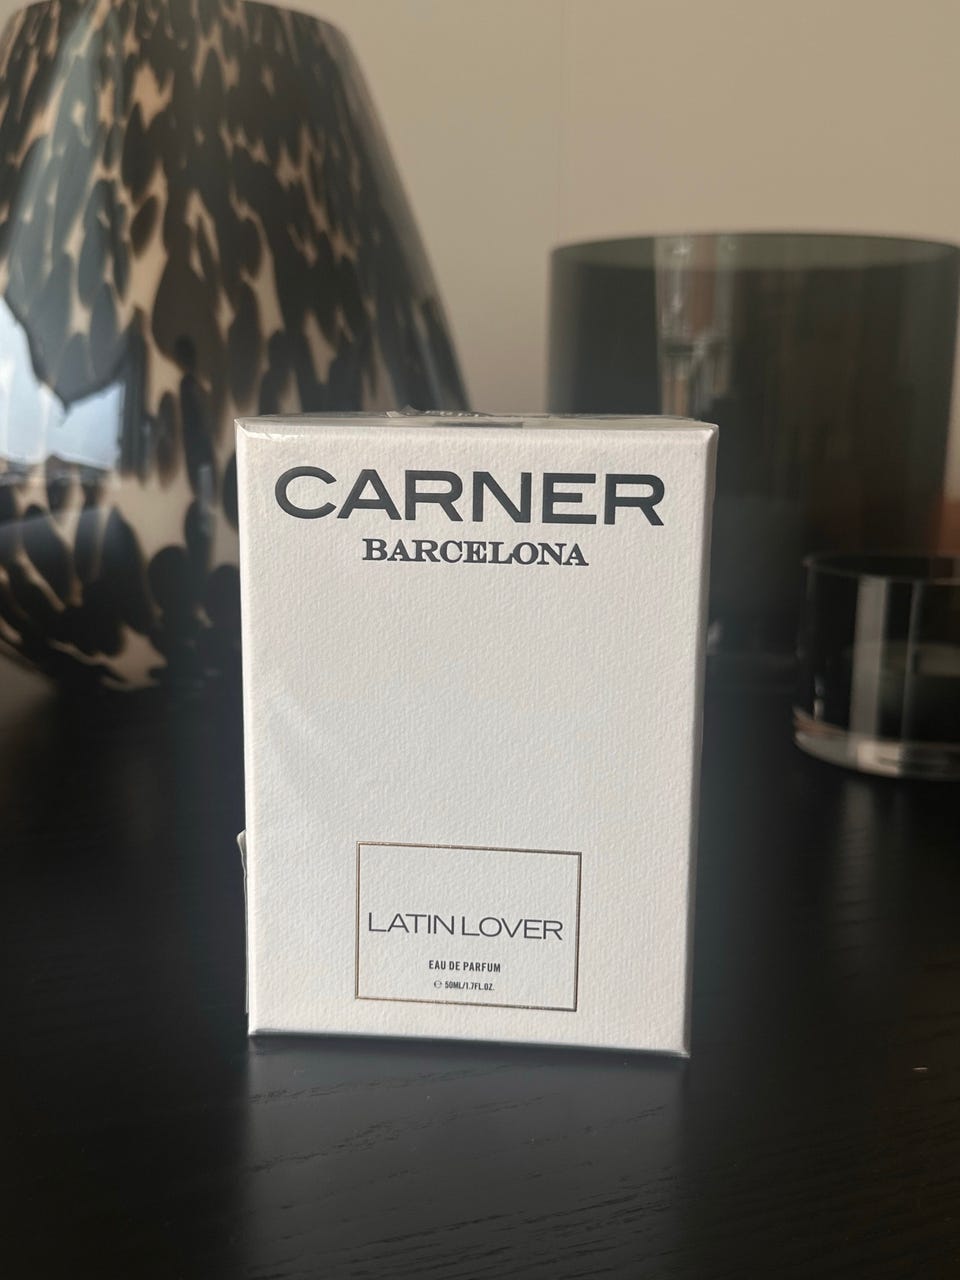 CARNER
BARCELONA
LATIN LOVER
EAU DE PARFUM
℮ 50ML/1.7FL.OZ.